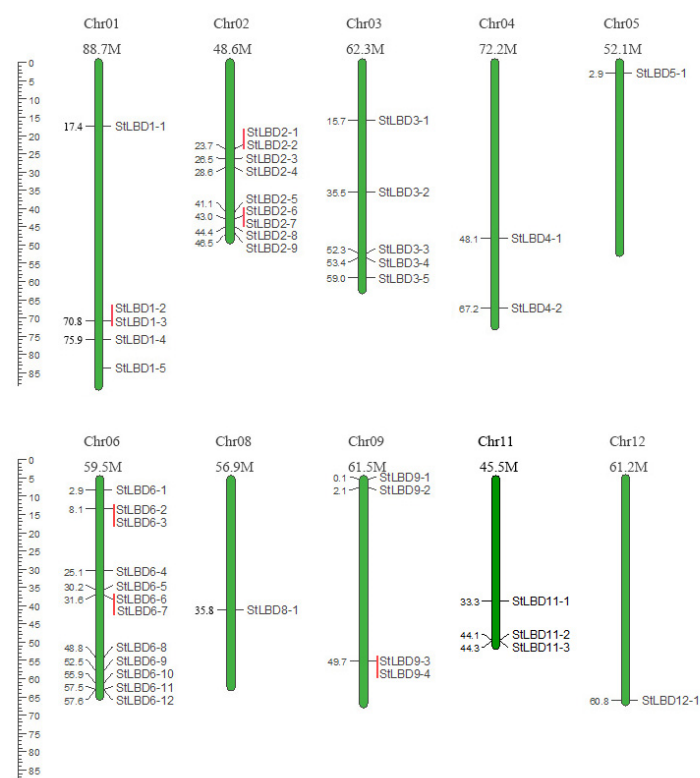 Chr01 Chr02 Chr03 Chr04 Chr05
88.7M 48.6M 62.3M 72.2M 52.1M
0
5
10
15
20
25
30
35
40
45
50
55
60
65
70
75
80
85
17.4 StLBD1-1
StLBD1-2
70.8 StLBD1-3
75.9 StLBD1-4
StLBD1-5
StLBD2-1
23.7 StLBD2-2
26.5 StLBD2-3
28.6 StLBD2-4
41.1 StLBD2-5
43.0 StLBD2-6
StLBD2-7
44.4 StLBD2-8
46.5 StLBD2-9
15.7 StLBD3-1
35.5 StLBD3-2
52.3 StLBD3-3
53.4 StLBD3-4
59.0 StLBD3-5
48.1 StLBD4-1
67.2 StLBD4-2
2.9 StLBD5-1
Chr06 Chr08 Chr09 Chr11 Chr12
59.5M 56.9M 61.5M 45.5M 61.2M
0
5
10
15
20
25
30
35
40
45
50
55
60
65
70
75
80
85
2.9 StLBD6-1
8.1 StLBD6-2
StLBD6-3
25.1 StLBD6-4
30.2 StLBD6-5
31.6 StLBD6-6
StLBD6-7
48.8 StLBD6-8
52.5 StLBD6-9
55.9 StLBD6-10
57.5 StLBD6-11
57.6 StLBD6-12
35.8 StLBD8-1
0.1 StLBD9-1
2.1 StLBD9-2
49.7 StLBD9-3
StLBD9-4
33.3 StLBD11-1
44.1 StLBD11-2
44.3 StLBD11-3
60.8 StLBD12-1